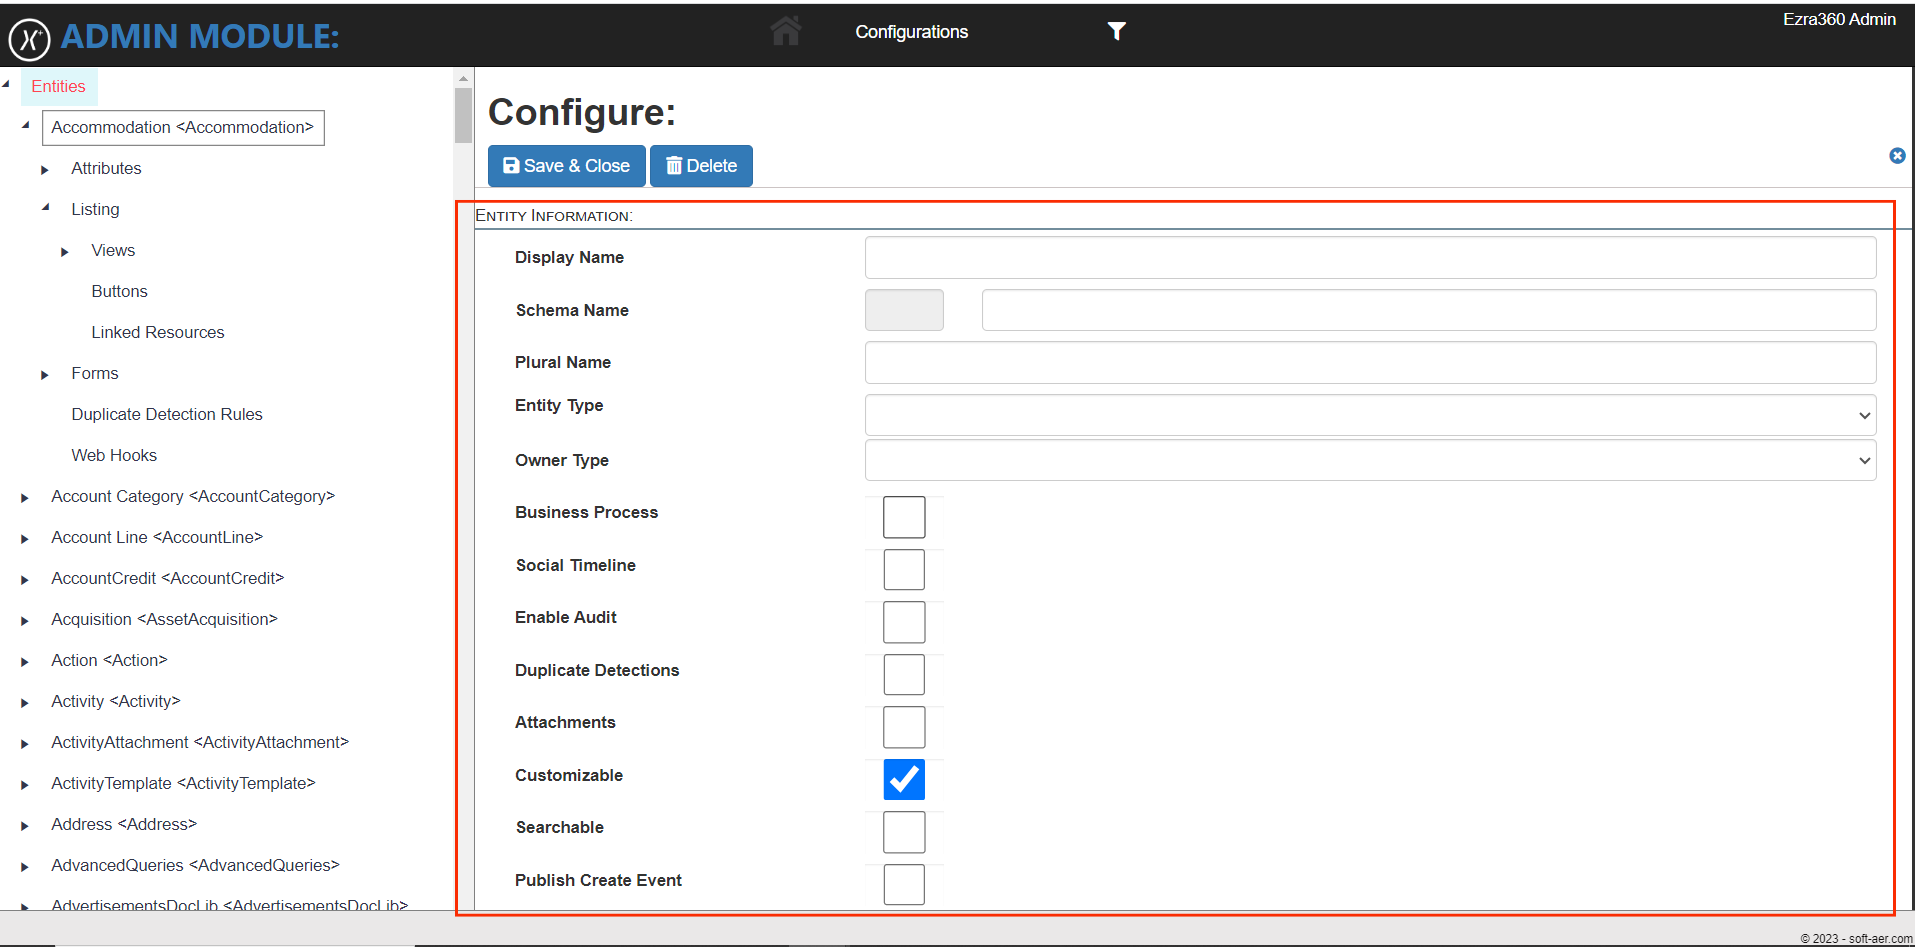 X+ ADMIN MODULE:
Configurations
Ezra360 Admin
Entities
Accommodation <Accommodation>
Attributes
Listing
Views
Buttons
Linked Resources
Forms
Duplicate Detection Rules
Web Hooks
Account Category <AccountCategory>
Account Line <AccountLine>
AccountCredit <AccountCredit>
Acquisition <AssetAcquisition>
Action <Action>
Activity <Activity>
ActivityAttachment <ActivityAttachment>
ActivityTemplate <ActivityTemplate>
Address <Address>
AdvancedQueries <AdvancedQueries>
AdvertisementsDocLib <AdvertisementsDocLib>
Configure:
Save & Close
Delete
ENTITY INFORMATION:
Display Name
Schema Name
Plural Name
Entity Type
Owner Type
Business Process
Social Timeline
Enable Audit
Duplicate Detections
Attachments
Customizable
Searchable
Publish Create Event
© 2023 - soft-aer.com